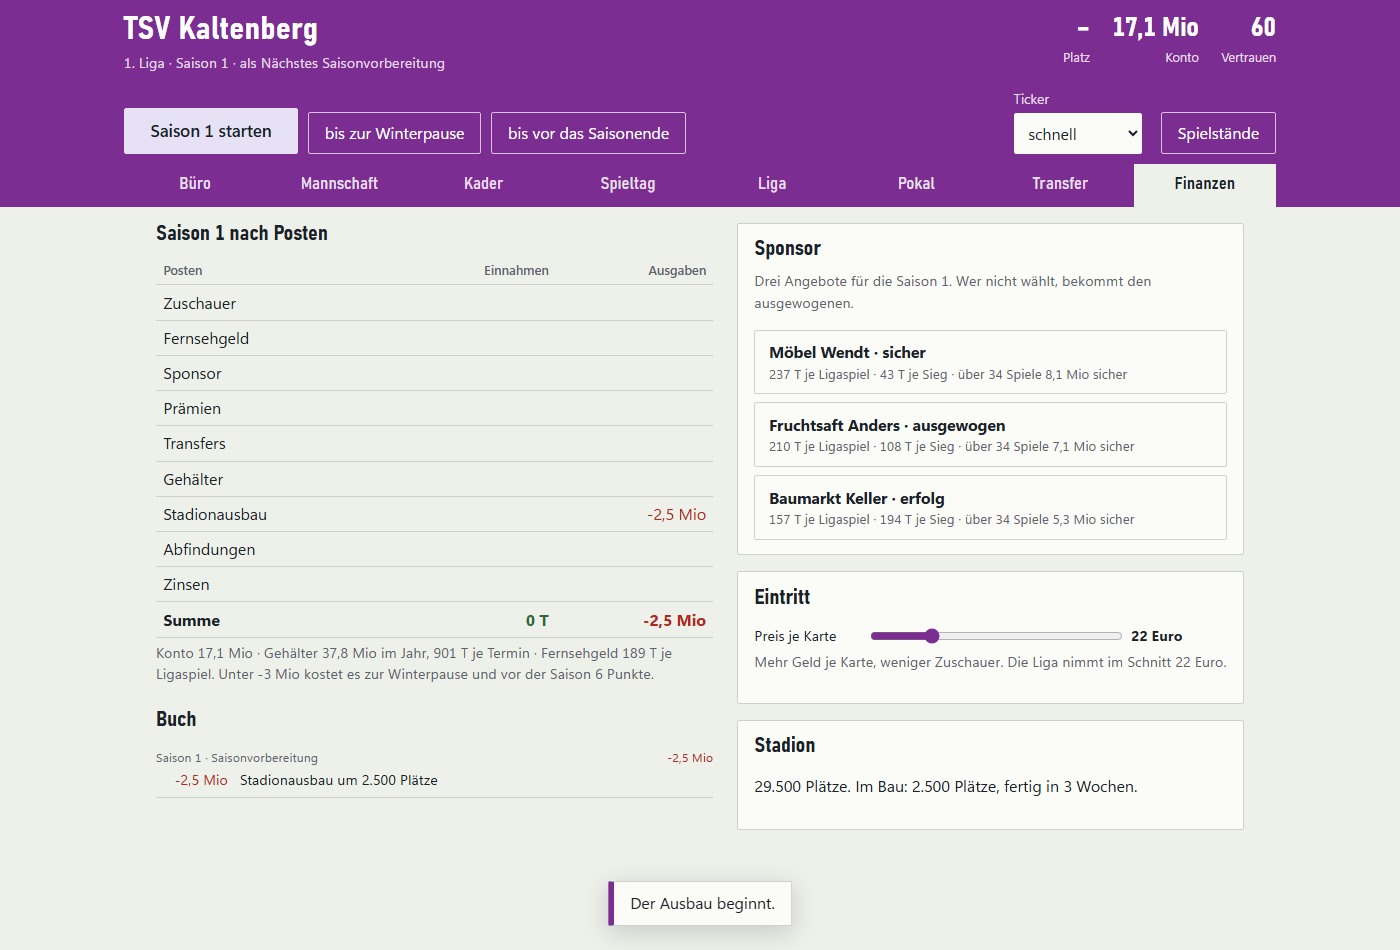 TSV Kaltenberg
1. Liga · Saison 1 · als Nächstes Saisonvorbereitung
– 17,1 Mio 60
Platz Konto Vertrauen
Ticker
Saison 1 starten bis zur Winterpause bis vor das Saisonende schnell Spielstände
Büro Mannschaft Kader Spieltag Liga Pokal Transfer Finanzen
Saison 1 nach Posten
Posten Einnahmen Ausgaben
Zuschauer
Fernsehgeld
Sponsor
Prämien
Transfers
Gehälter
Stadionausbau -2,5 Mio
Abfindungen
Zinsen
Summe 0 T -2,5 Mio
Konto 17,1 Mio · Gehälter 37,8 Mio im Jahr, 901 T je Termin · Fernsehgeld 189 T je
Ligaspiel. Unter -3 Mio kostet es zur Winterpause und vor der Saison 6 Punkte.
Buch
Saison 1 · Saisonvorbereitung -2,5 Mio
-2,5 Mio Stadionausbau um 2.500 Plätze
Sponsor
Drei Angebote für die Saison 1. Wer nicht wählt, bekommt den
ausgewogenen.
Möbel Wendt · sicher
237 T je Ligaspiel · 43 T je Sieg · über 34 Spiele 8,1 Mio sicher
Fruchtsaft Anders · ausgewogen
210 T je Ligaspiel · 108 T je Sieg · über 34 Spiele 7,1 Mio sicher
Baumarkt Keller · erfolg
157 T je Ligaspiel · 194 T je Sieg · über 34 Spiele 5,3 Mio sicher
Eintritt
Preis je Karte 22 Euro
Mehr Geld je Karte, weniger Zuschauer. Die Liga nimmt im Schnitt 22 Euro.
Stadion
29.500 Plätze. Im Bau: 2.500 Plätze, fertig in 3 Wochen.
Der Ausbau beginnt.